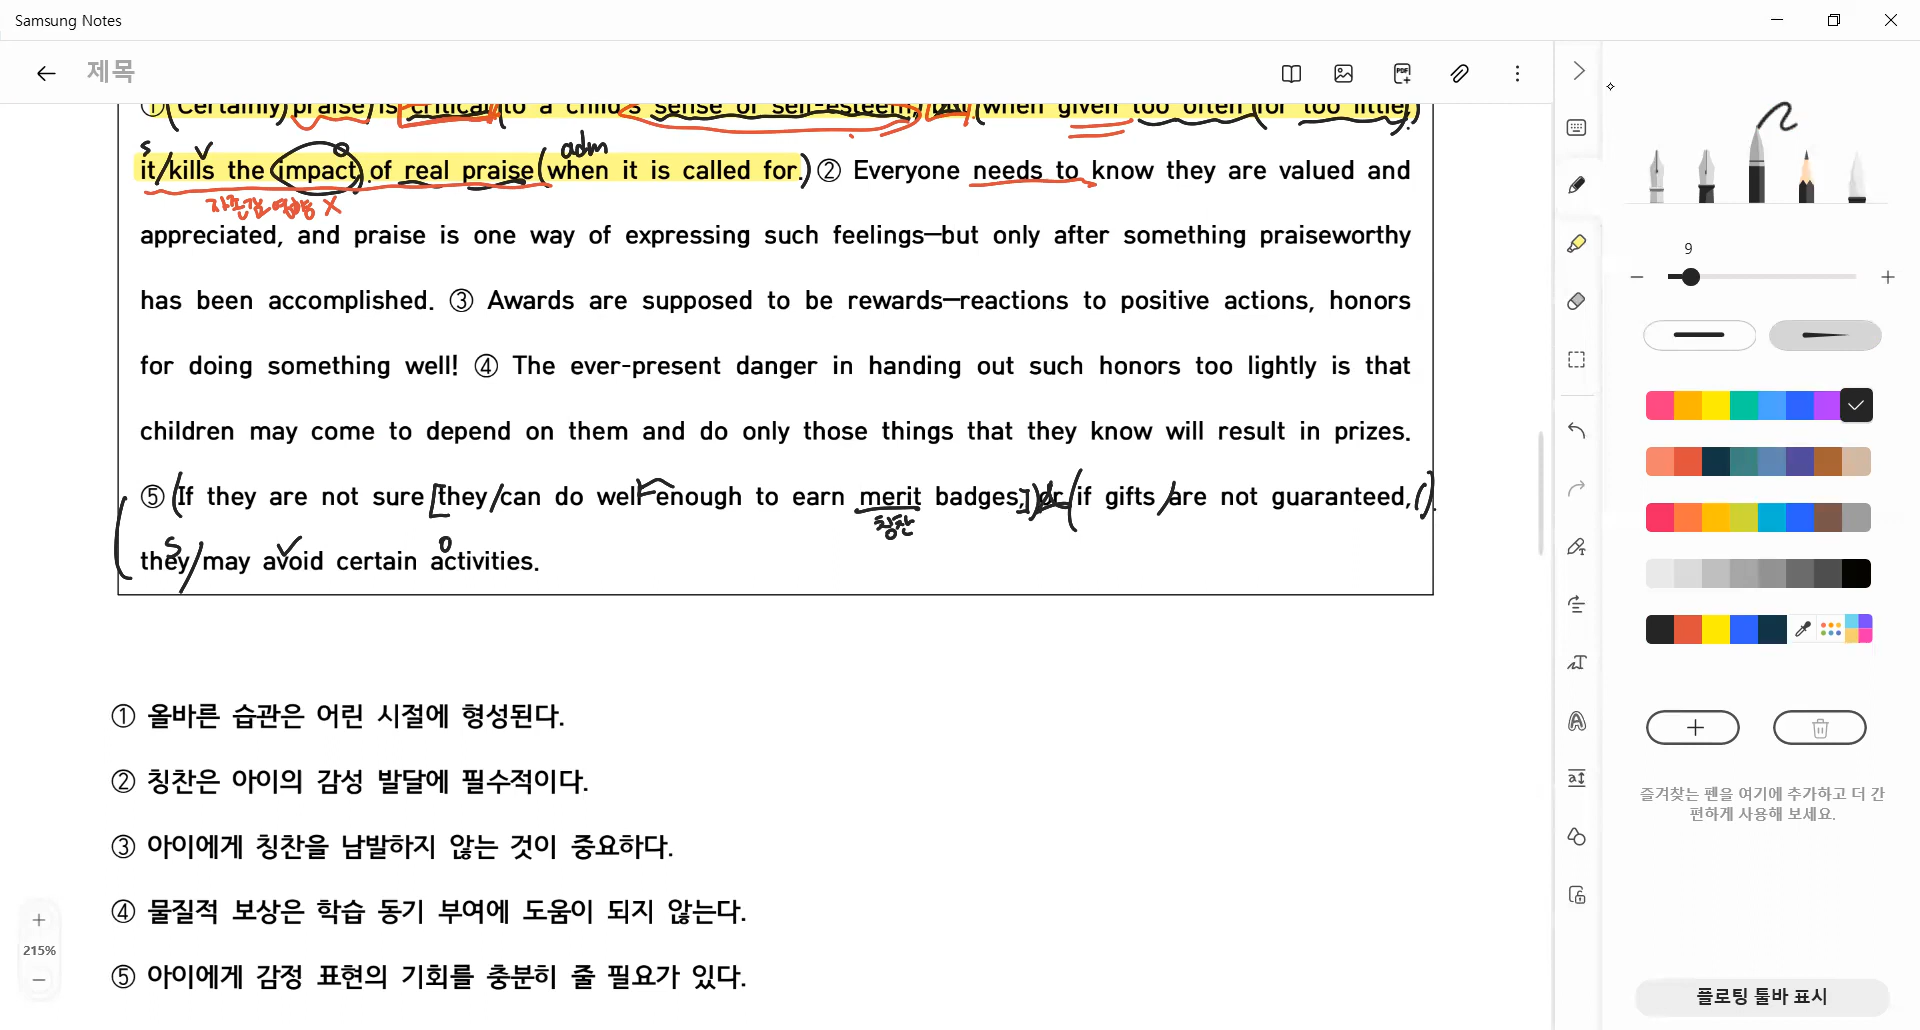 Samsung Notes
제목
① Certainly praise is critical to a child's sense of self-esteem, but when given too often (or too little)
s v o adm
it kills the impact of real praise when it is called for. ② Everyone needs to know they are valued and
자존감 영향 X
appreciated, and praise is one way of expressing such feelings—but only after something praiseworthy
has been accomplished. ③ Awards are supposed to be rewards—reactions to positive actions, honors
for doing something well! ④ The ever-present danger in handing out such honors too lightly is that
children may come to depend on them and do only those things that they know will result in prizes.
⑤ If they are not sure they can do well enough to earn merit badges, or if gifts are not guaranteed,
칭찬
s v o
they may avoid certain activities.
① 올바른 습관은 어린 시절에 형성된다.
② 칭찬은 아이의 감성 발달에 필수적이다.
③ 아이에게 칭찬을 남발하지 않는 것이 중요하다.
④ 물질적 보상은 학습 동기 부여에 도움이 되지 않는다.
⑤ 아이에게 감정 표현의 기회를 충분히 줄 필요가 있다.
215%
PDF
9
즐겨찾는 펜을 여기에 추가하고 더 간
편하게 사용해 보세요.
플로팅 툴바 표시